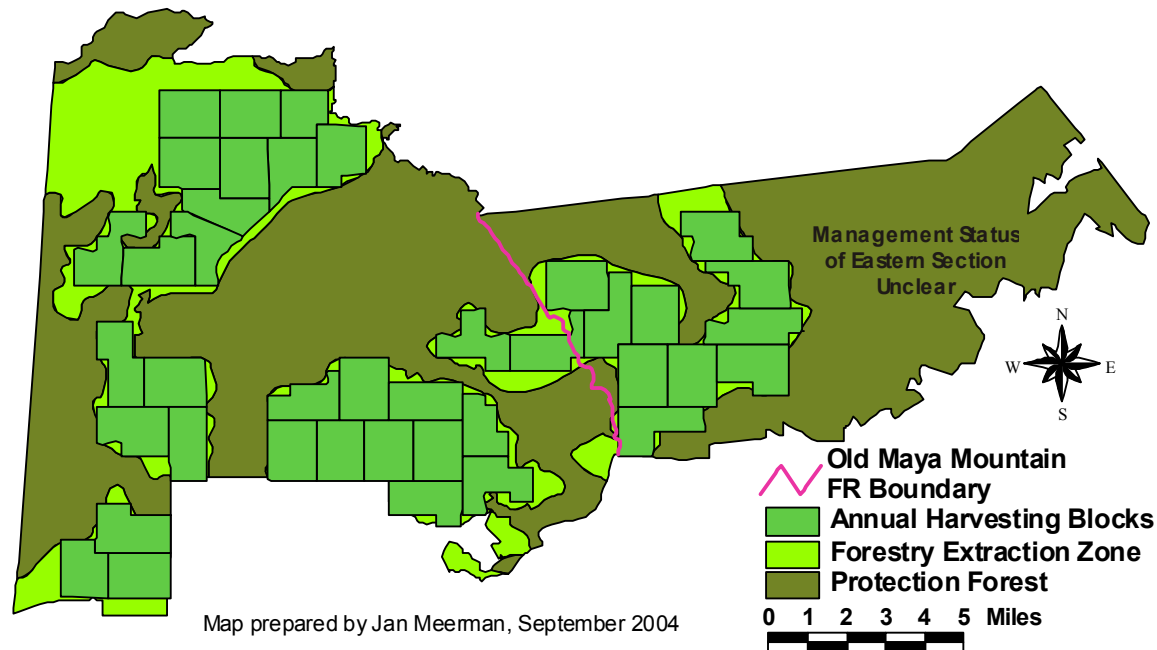 Management Status
of Eastern Section
Unclear
N
W
E
S
Old Maya Mountain
FR Boundary
Annual Harvesting Blocks
Forestry Extraction Zone
Protection Forest
0 1 2 3 4 5 Miles
Map prepared by Jan Meerman, September 2004